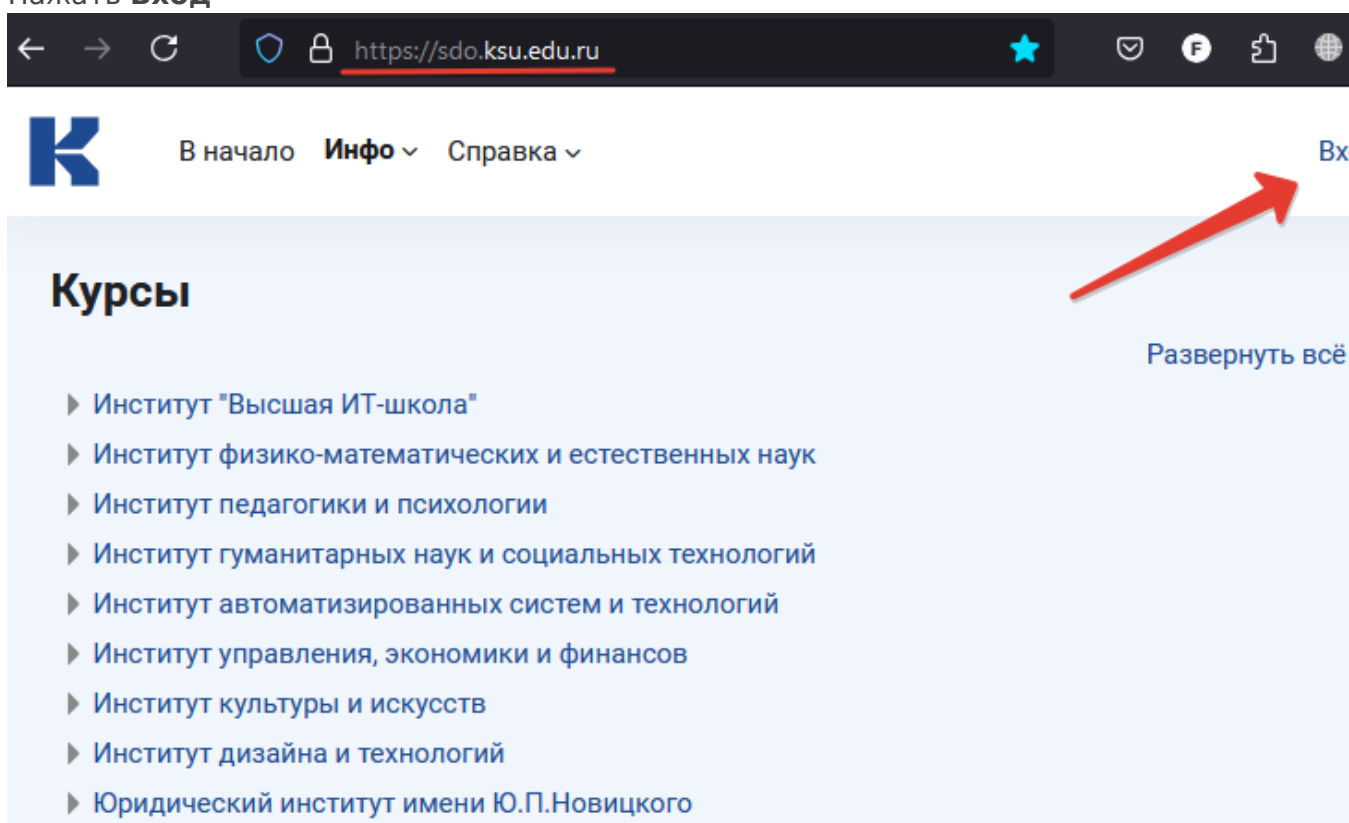 Нажать Вход
https://sdo.ksu.edu.ru
В начало Инфо Справка
Курсы
Развернуть всё
Институт "Высшая ИТ-школа"
Институт физико-математических и естественных наук
Институт педагогики и психологии
Институт гуманитарных наук и социальных технологий
Институт автоматизированных систем и технологий
Институт управления, экономики и финансов
Институт культуры и искусств
Институт дизайна и технологий
Юридический институт имени Ю.П.Новицкого